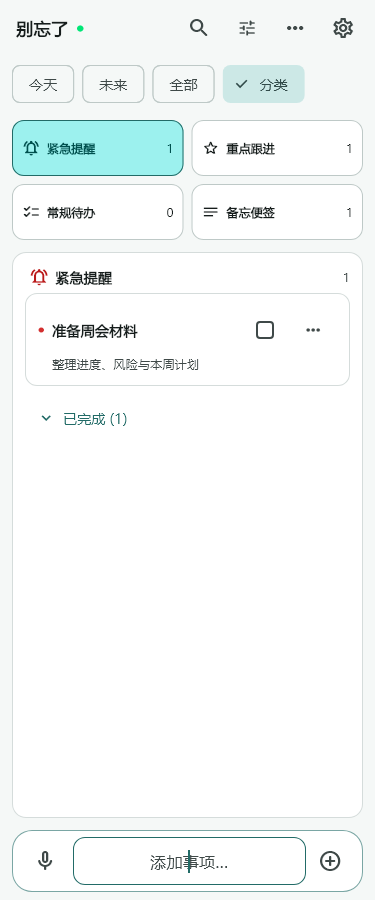 别忘了
今天 未来 全部 分类
紧急提醒 1 重点跟进 1
常规待办 0 备忘便签 1
紧急提醒 1
准备周会材料
整理进度、风险与本周计划
已完成 (1)
添加事项...